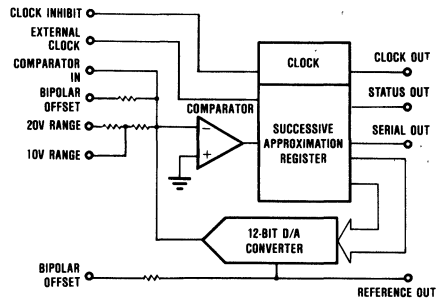 CLOCK INHIBIT
EXTERNAL
CLOCK
COMPARATOR
IN
BIPOLAR
OFFSET
20V RANGE
10V RANGE
COMPARATOR
−
+
CLOCK
SUCCESSIVE
APPROXIMATION
REGISTER
CLOCK OUT
STATUS OUT
SERIAL OUT
12-BIT D/A
CONVERTER
BIPOLAR
OFFSET
REFERENCE OUT